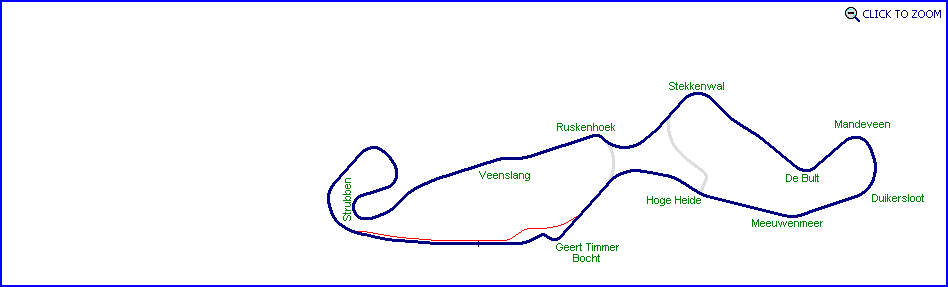 CLICK TO ZOOM
Stekkenwal
Ruskenhoek
Mandeveen
Veenslang
De Bult
Strubben
Hoge Heide
Duikersloot
Meeuwenmeer
Geert Timmer
Bocht